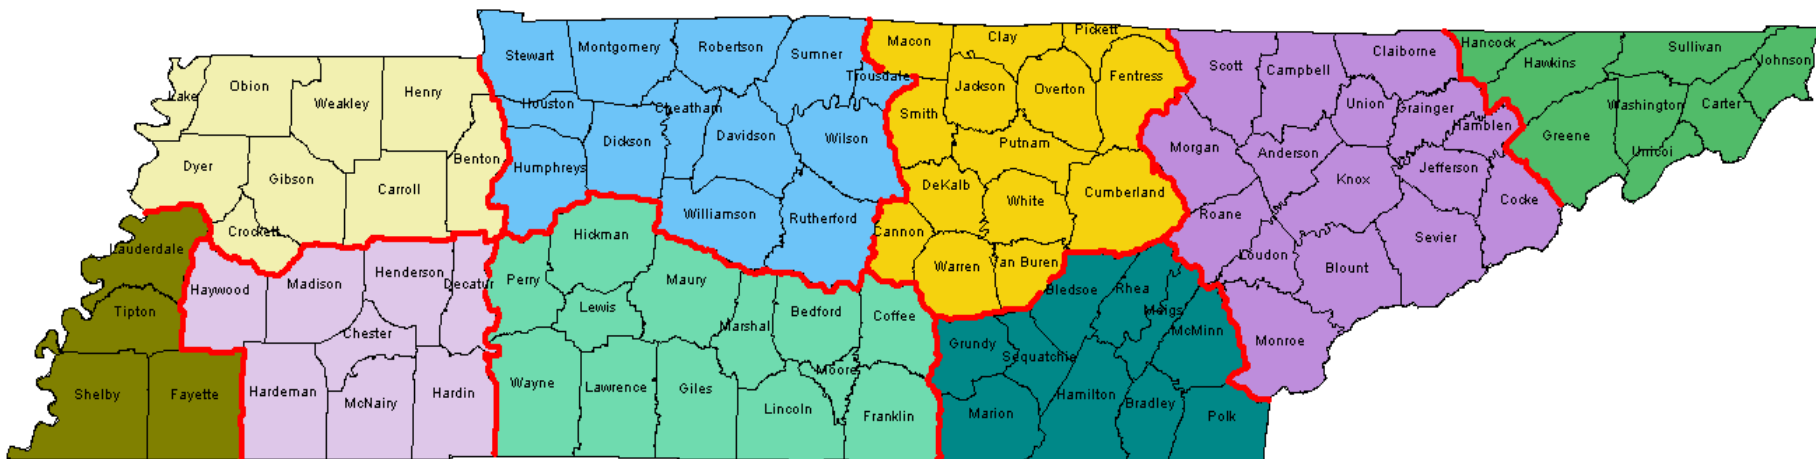 Lake
Obion
Weakley
Henry
Dyer
Gibson
Carroll
Benton
Crockett
Stewart
Montgomery
Robertson
Sumner
Trousdale
Houston
Cheatham
Humphreys
Dickson
Davidson
Wilson
Williamson
Rutherford
Macon
Clay
Pickett
Jackson
Overton
Fentress
Smith
Putnam
DeKalb
White
Cumberland
Cannon
Warren
Van Buren
Scott
Campbell
Claiborne
Union
Grainger
Hamblen
Morgan
Anderson
Knox
Jefferson
Cocke
Roane
Loudon
Blount
Sevier
Monroe
Hancock
Hawkins
Sullivan
Johnson
Washington
Carter
Greene
Unicoi
Lauderdale
Tipton
Shelby
Fayette
Haywood
Madison
Henderson
Decatur
Chester
Hardeman
McNairy
Hardin
Hickman
Perry
Lewis
Maury
Marshal
Bedford
Coffee
Wayne
Lawrence
Giles
Moore
Lincoln
Franklin
Grundy
Sequatchie
Bledsoe
Rhea
Meigs
McMinn
Marion
Hamilton
Bradley
Polk